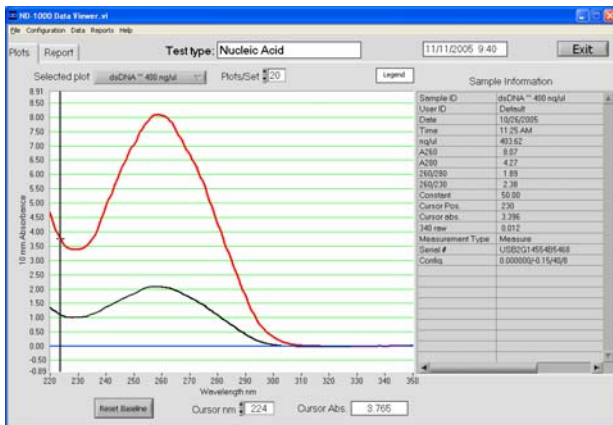 ND-1000 Data Viewer.vi
File Configuration Data Reports Help
Plots Report Test type: Nucleic Acid 11/11/2005 9:40 Exit
Selected plot dsDNA ~ 400 ng/ul Plots/Set 20 Legend
Sample Information
Sample ID dsDNA ~ 400 ng/ul
User ID Default
Date 10/26/2005
Time 11:25 AM
ng/ul 403.62
A260 8.07
A280 4.27
260/280 1.89
260/230 2.38
Constant 50.00
Cursor Pos. 230
Cursor abs. 3.396
340 raw 0.012
Measurement Type Measure
Serial # USB2G14554B5468
Config 0.000000/-0.15/40/8
10 mm Absorbance
8.91
8.50
8.00
7.50
7.00
6.50
6.00
5.50
5.00
4.50
4.00
3.50
3.00
2.50
2.00
1.50
1.00
0.50
0.00
-0.50
-0.89
220 230 240 250 260 270 280 290 300 310 320 330 340 350
Wavelength nm
Reset Baseline Cursor nm 224 Cursor Abs. 3.765